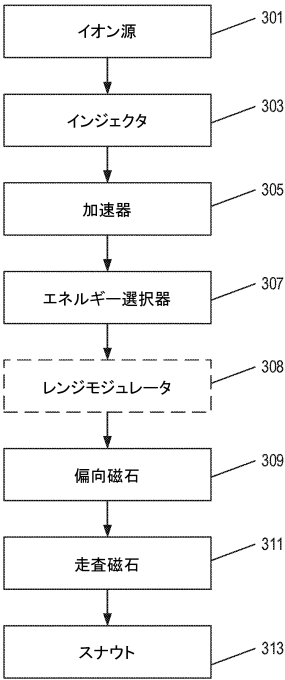 イオン源 301
インジェクタ 303
加速器 305
エネルギー選択器 307
レンジモジュレータ 308
偏向磁石 309
走査磁石 311
スナウト 313